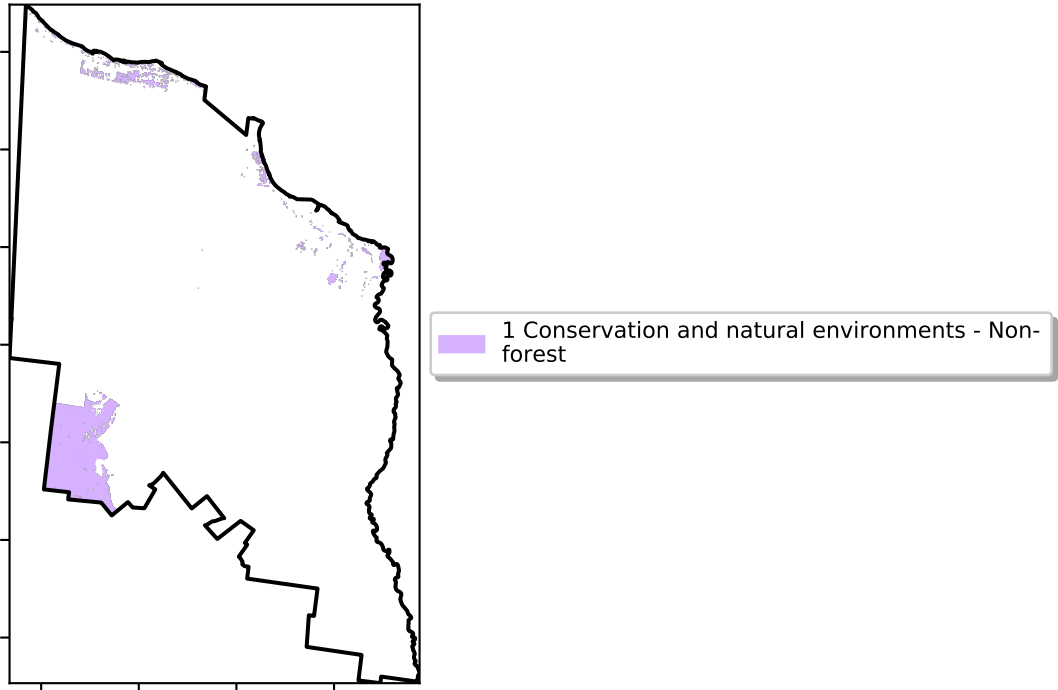 1 Conservation and natural environments - Non-
forest